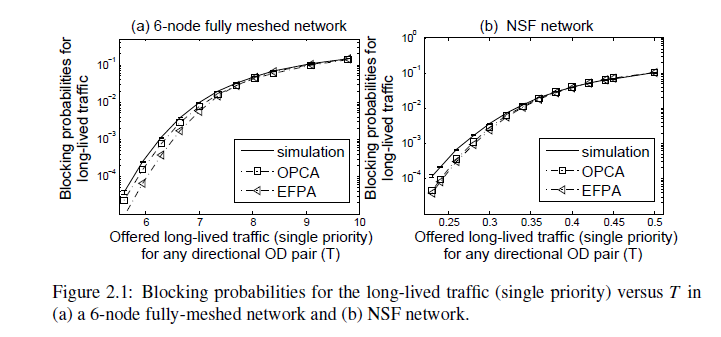 (a) 6-node fully meshed network
Blocking probabilities for
long-lived traffic
10⁻¹
10⁻²
10⁻³
10⁻⁴
simulation
OPCA
EFPA
6 7 8 9 10
Offered long-lived traffic (single priority)
for any directional OD pair (T)
(b) NSF network
Blocking probabilities for
long-lived traffic
10⁰
10⁻¹
10⁻²
10⁻³
10⁻⁴
simulation
OPCA
EFPA
0.25 0.3 0.35 0.4 0.45 0.5
Offered long-lived traffic (single priority)
for any directional OD pair (T)
Figure 2.1: Blocking probabilities for the long-lived traffic (single priority) versus T in
(a) a 6-node fully-meshed network and (b) NSF network.